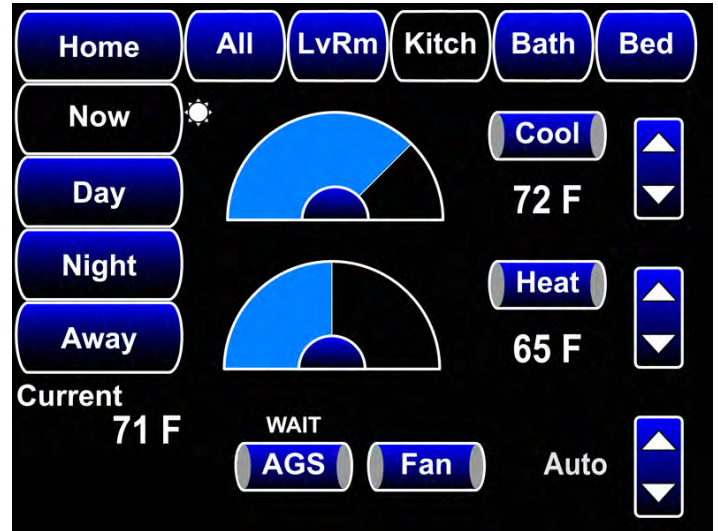 Home All LvRm Kitch Bath Bed
Now
Day
Night
Away
Current
71 F
Cool
72 F
Heat
65 F
WAIT
AGS Fan Auto